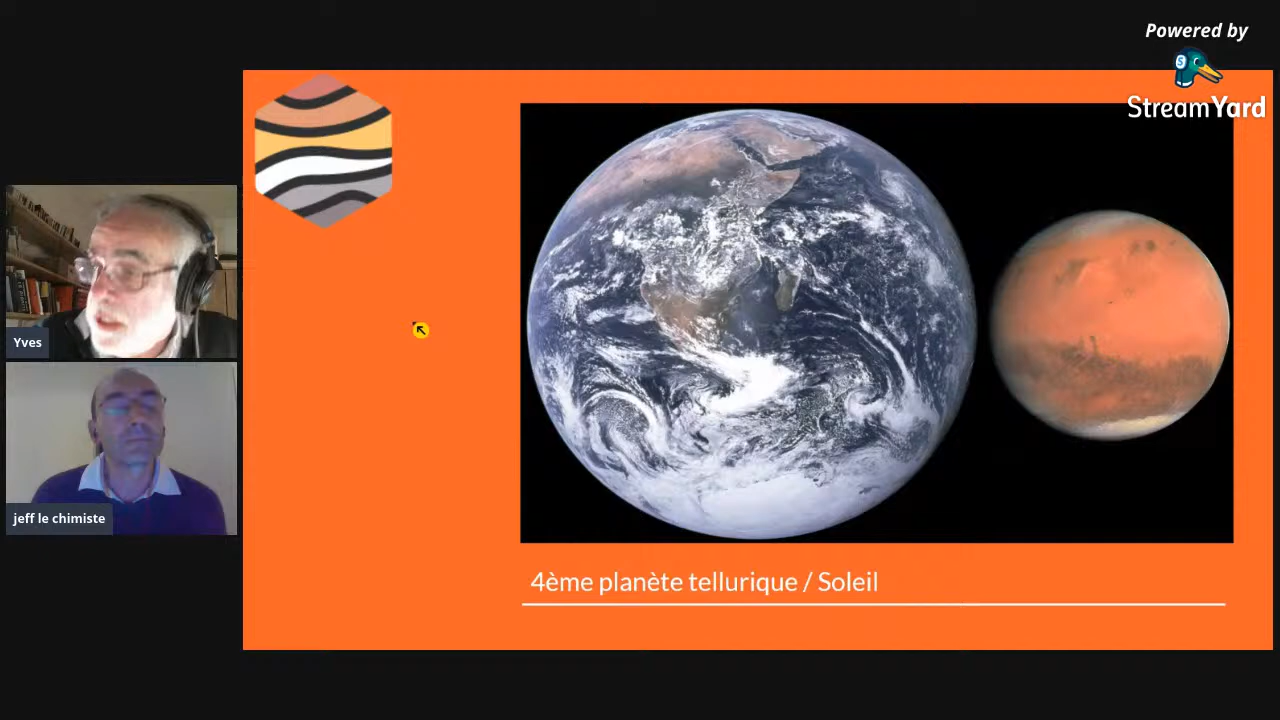 Powered by
StreamYard
Yves
jeff le chimiste
4ème planète tellurique / Soleil